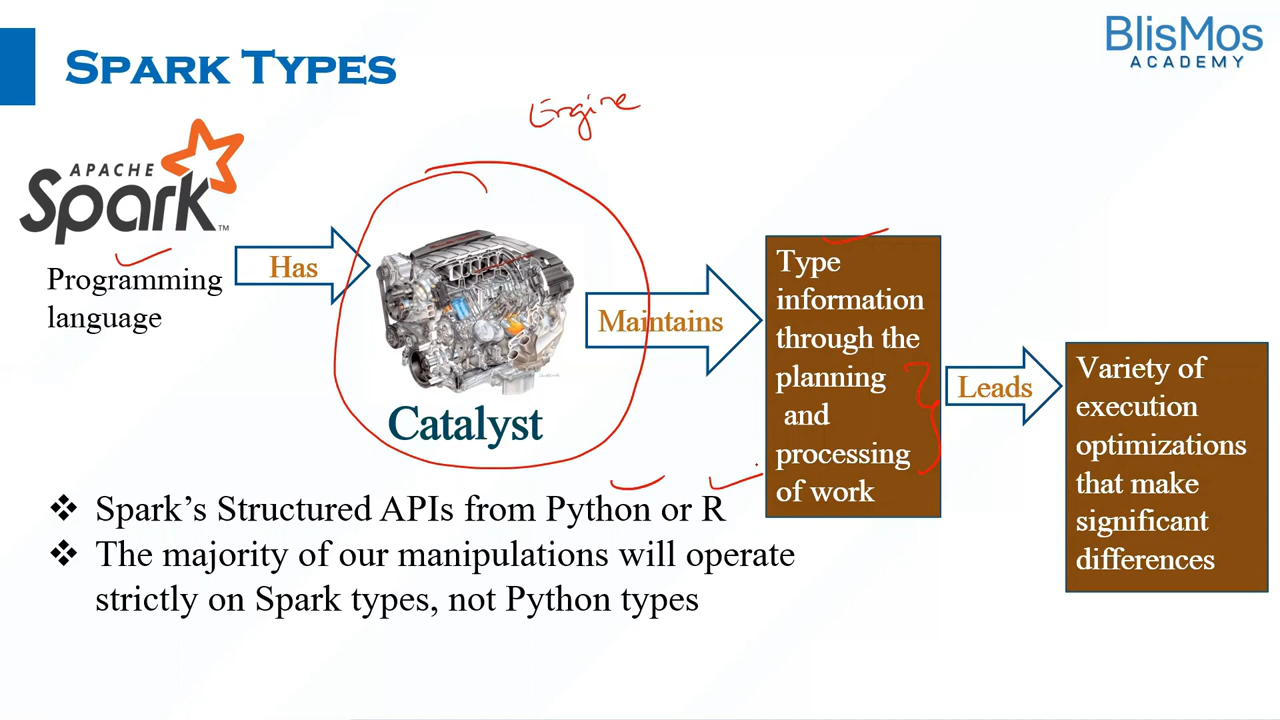 BlisMos
ACADEMY
SPARK TYPES
Engine
APACHE
Spark™
Programming
language
Has
Catalyst
Maintains
Type
information
through the
planning
and
processing
of work
Leads
Variety of
execution
optimizations
that make
significant
differences
❖ Spark’s Structured APIs from Python or R
❖ The majority of our manipulations will operate
strictly on Spark types, not Python types